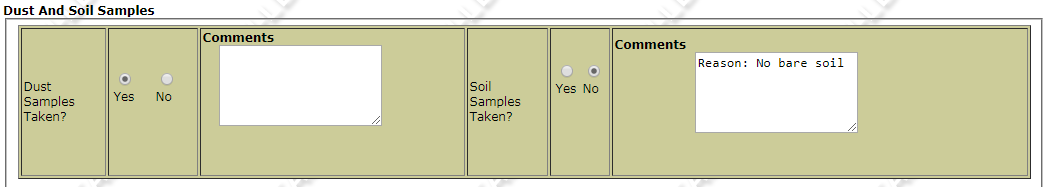 Dust And Soil Samples
Dust
Samples
Taken?
Yes No
Comments
Soil
Samples
Taken?
Yes No
Comments
Reason: No bare soil